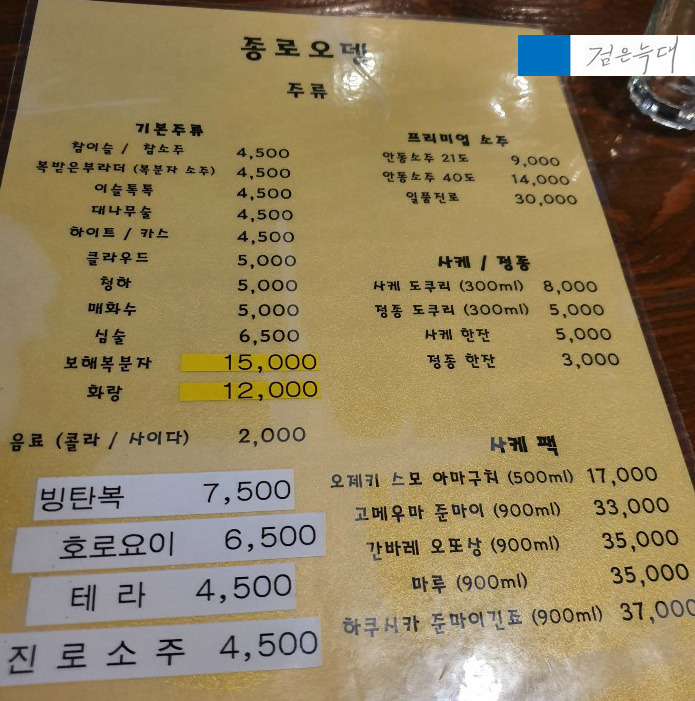 검은늑대
종로오뎅
주류
기본주류
참이슬 / 참소주 4,500
복받은부라더 (복분자 소주) 4,500
이슬톡톡 4,500
대나무술 4,500
하이트 / 카스 4,500
클라우드 5,000
청하 5,000
매화수 5,000
심술 6,500
보해복분자 15,000
화랑 12,000
음료 (콜라 / 사이다) 2,000
빙탄복 7,500
호로요이 6,500
테라 4,500
진로소주 4,500
프리미엄 소주
안동소주 21도 9,000
안동소주 40도 14,000
일품진로 30,000
사케 / 정종
사케 도쿠리 (300ml) 8,000
정종 도쿠리 (300ml) 5,000
사케 한잔 5,000
정종 한잔 3,000
사케 팩
오제키 스모 아마구치 (500ml) 17,000
고메우마 준마이 (900ml) 33,000
간바레 오또상 (900ml) 35,000
마루 (900ml) 35,000
하쿠시카 준마이긴죠 (900ml) 37,000